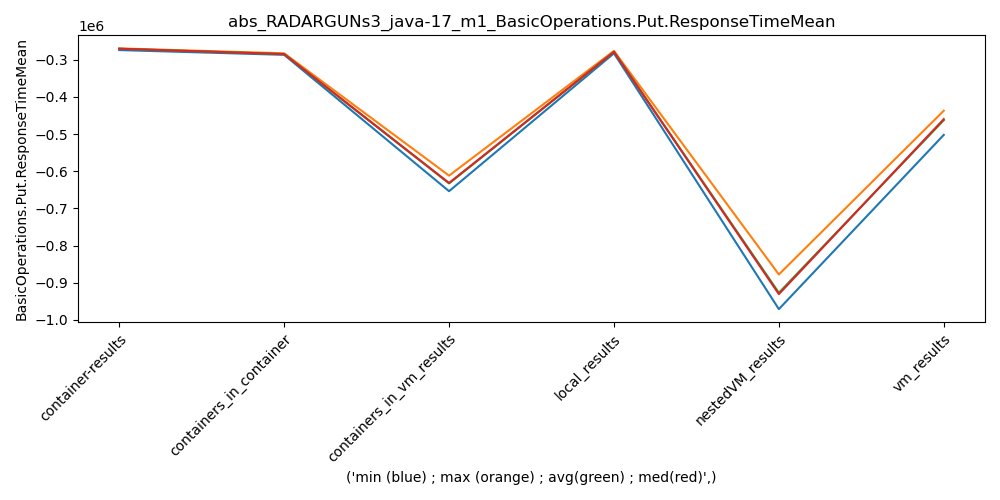 abs_RADARGUNs3_java-17_m1_BasicOperations.Put.ResponseTimeMean
1e6
BasicOperations.Put.ResponseTimeMean
−0.3
−0.4
−0.5
−0.6
−0.7
−0.8
−0.9
−1.0
container-results
containers_in_container
containers_in_vm_results
local_results
nestedVM_results
vm_results
('min (blue) ; max (orange) ; avg(green) ; med(red)',)